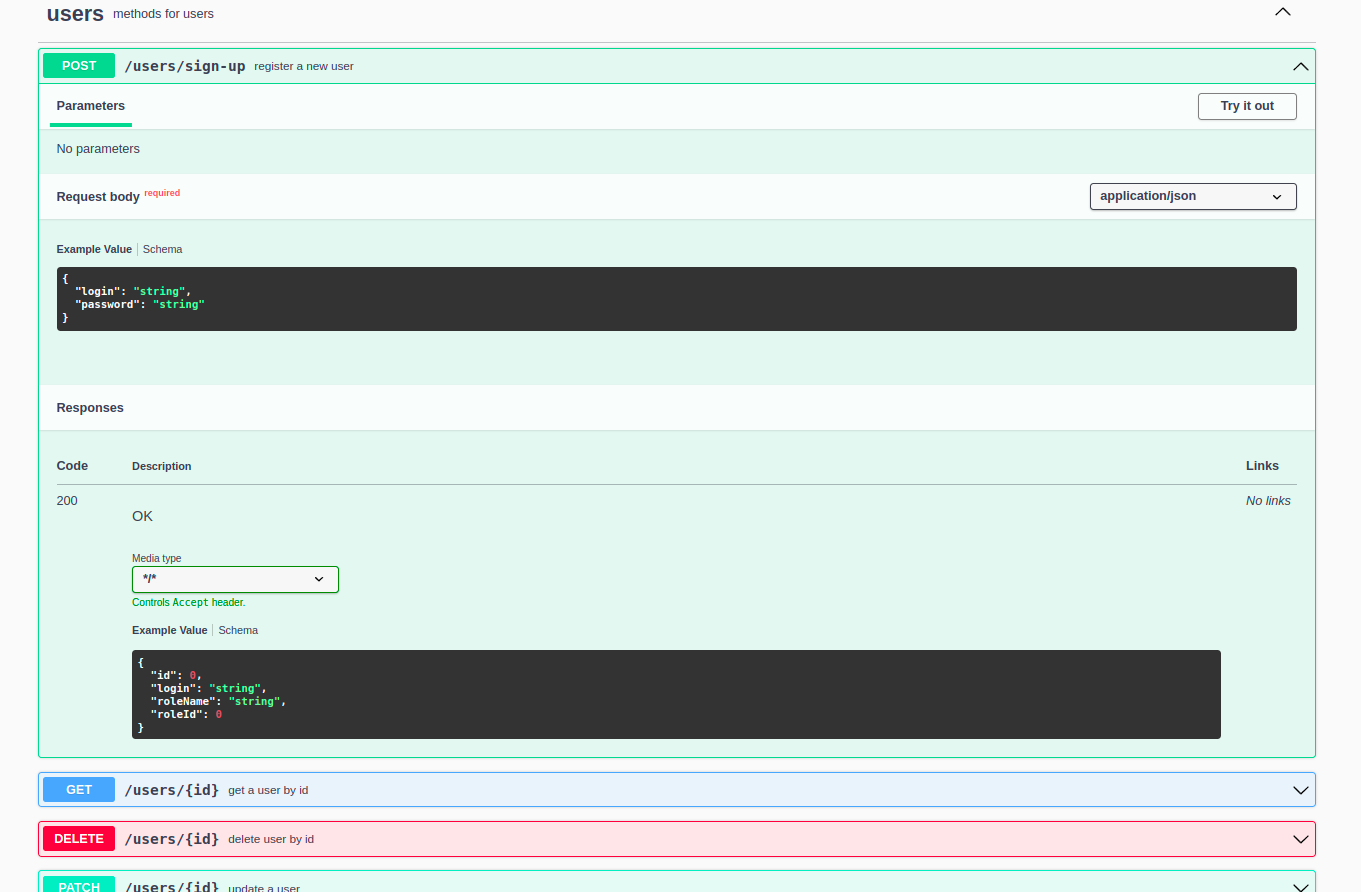 users methods for users
POST /users/sign-up register a new user
Parameters Try it out
No parameters
Request body required application/json
Example Value Schema
{
"login": "string",
"password": "string"
}
Responses
Code Description Links
200 No links
OK
Media type
*/*
Controls Accept header.
Example Value Schema
{
"id": 0,
"login": "string",
"roleName": "string",
"roleId": 0
}
GET /users/{id} get a user by id
DELETE /users/{id} delete user by id
PATCH /users/{id} update a user